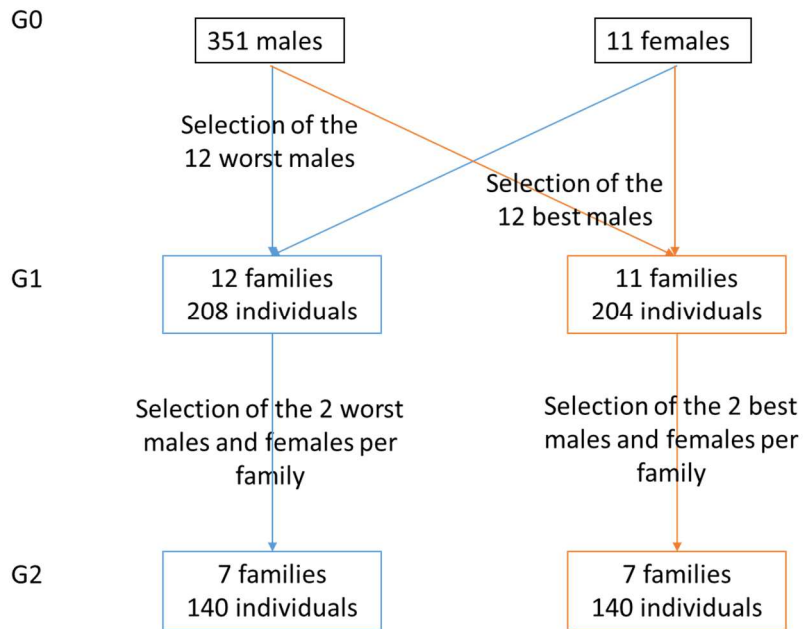 G0
351 males
11 females
Selection of the
12 worst males
Selection of the
12 best males
G1
12 families
208 individuals
11 families
204 individuals
Selection of the 2 worst
males and females per
family
Selection of the 2 best
males and females per
family
G2
7 families
140 individuals
7 families
140 individuals